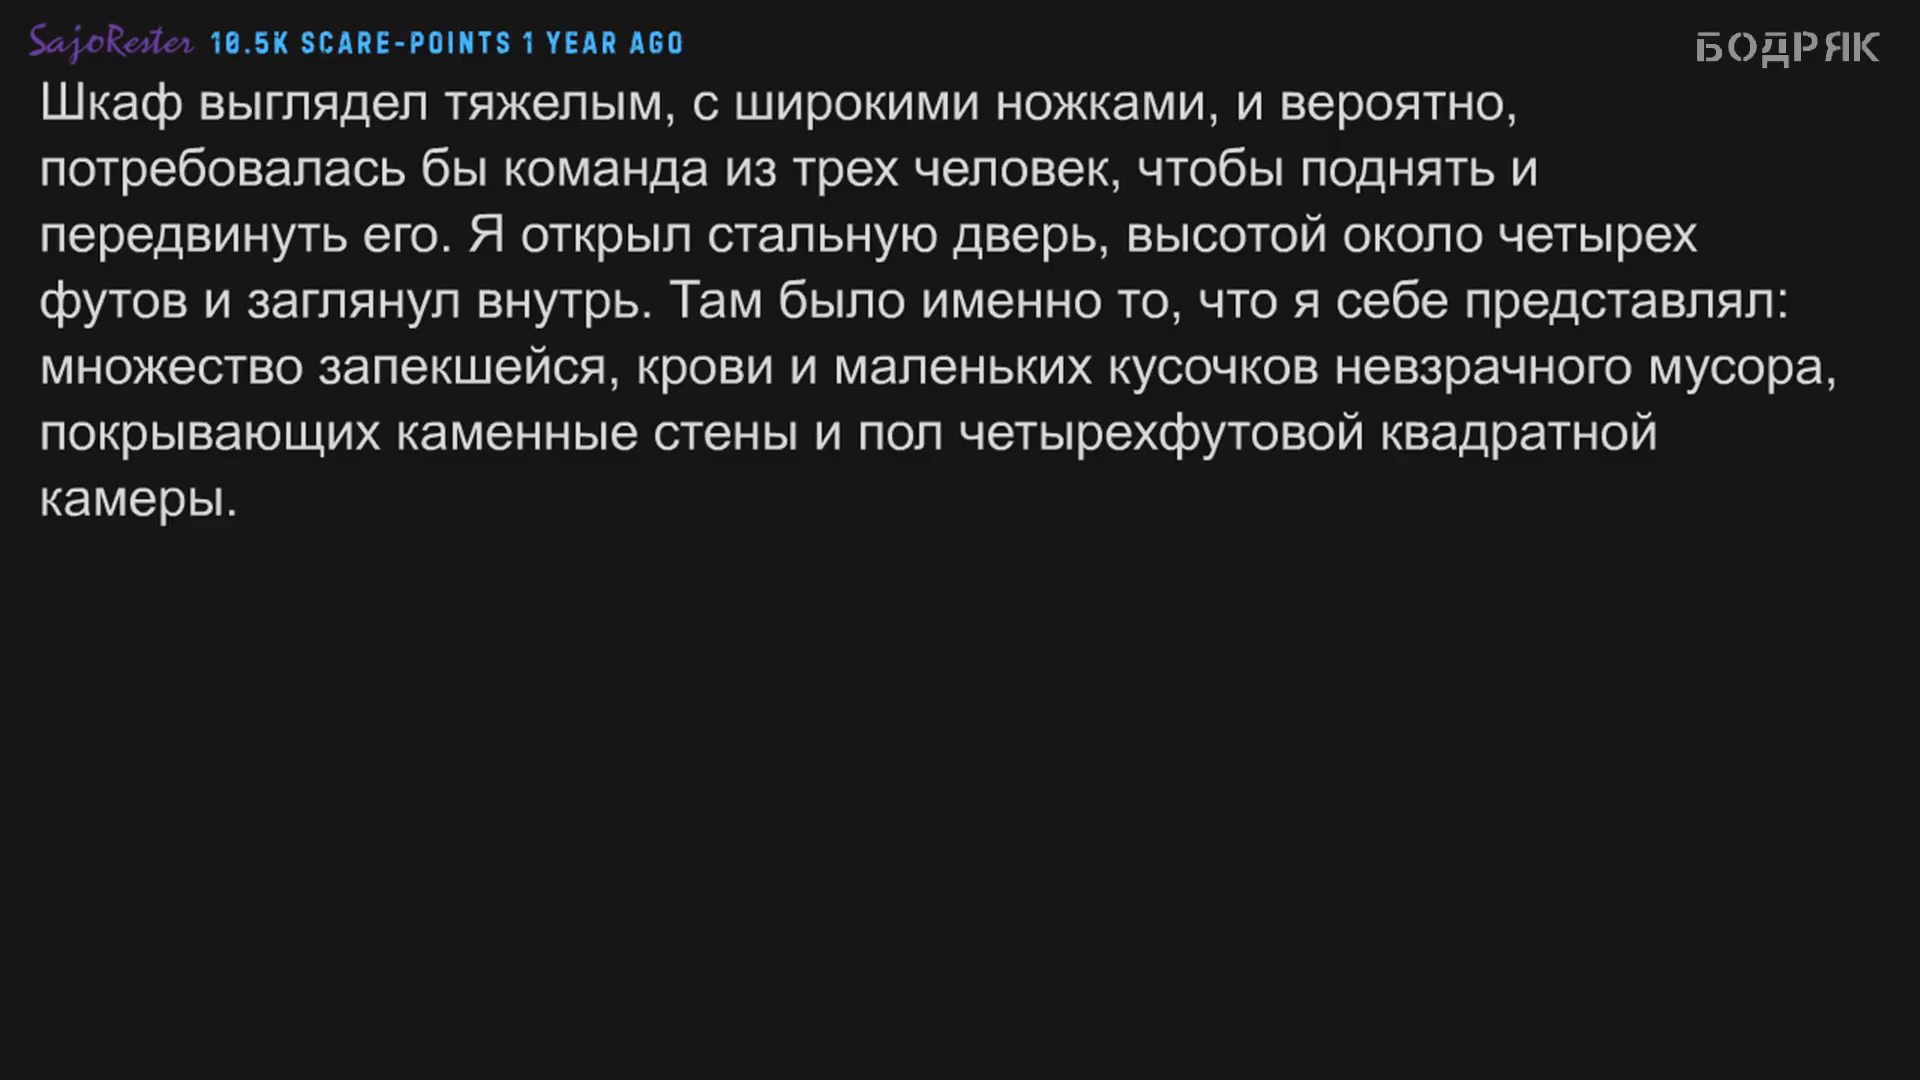 SajoRester 10.5K SCARE-POINTS 1 YEAR AGO
БОДРЯК
Шкаф выглядел тяжелым, с широкими ножками, и вероятно,
потребовалась бы команда из трех человек, чтобы поднять и
передвинуть его. Я открыл стальную дверь, высотой около четырех
футов и заглянул внутрь. Там было именно то, что я себе представлял:
множество запекшейся, крови и маленьких кусочков невзрачного мусора,
покрывающих каменные стены и пол четырехфутовой квадратной
камеры.